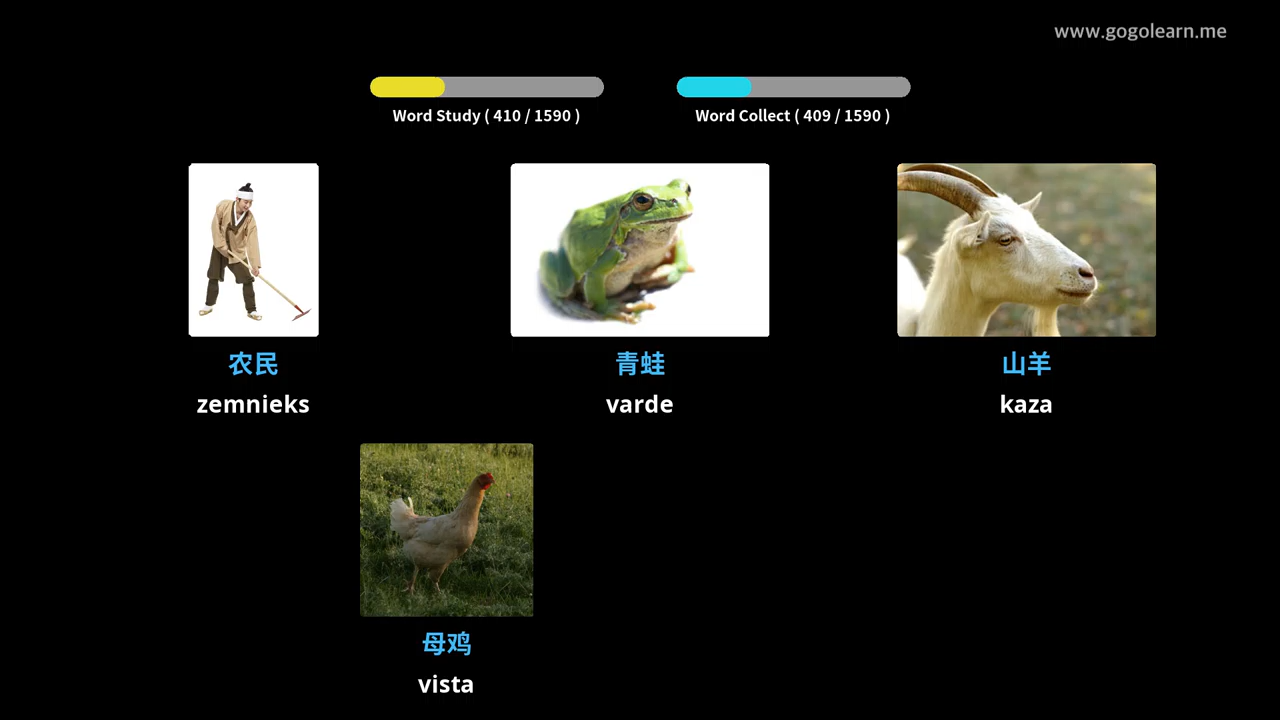 www.gogolearn.me
Word Study ( 410 / 1590 )
Word Collect ( 409 / 1590 )
农民
zemnieks
青蛙
varde
山羊
kaza
母鸡
vista